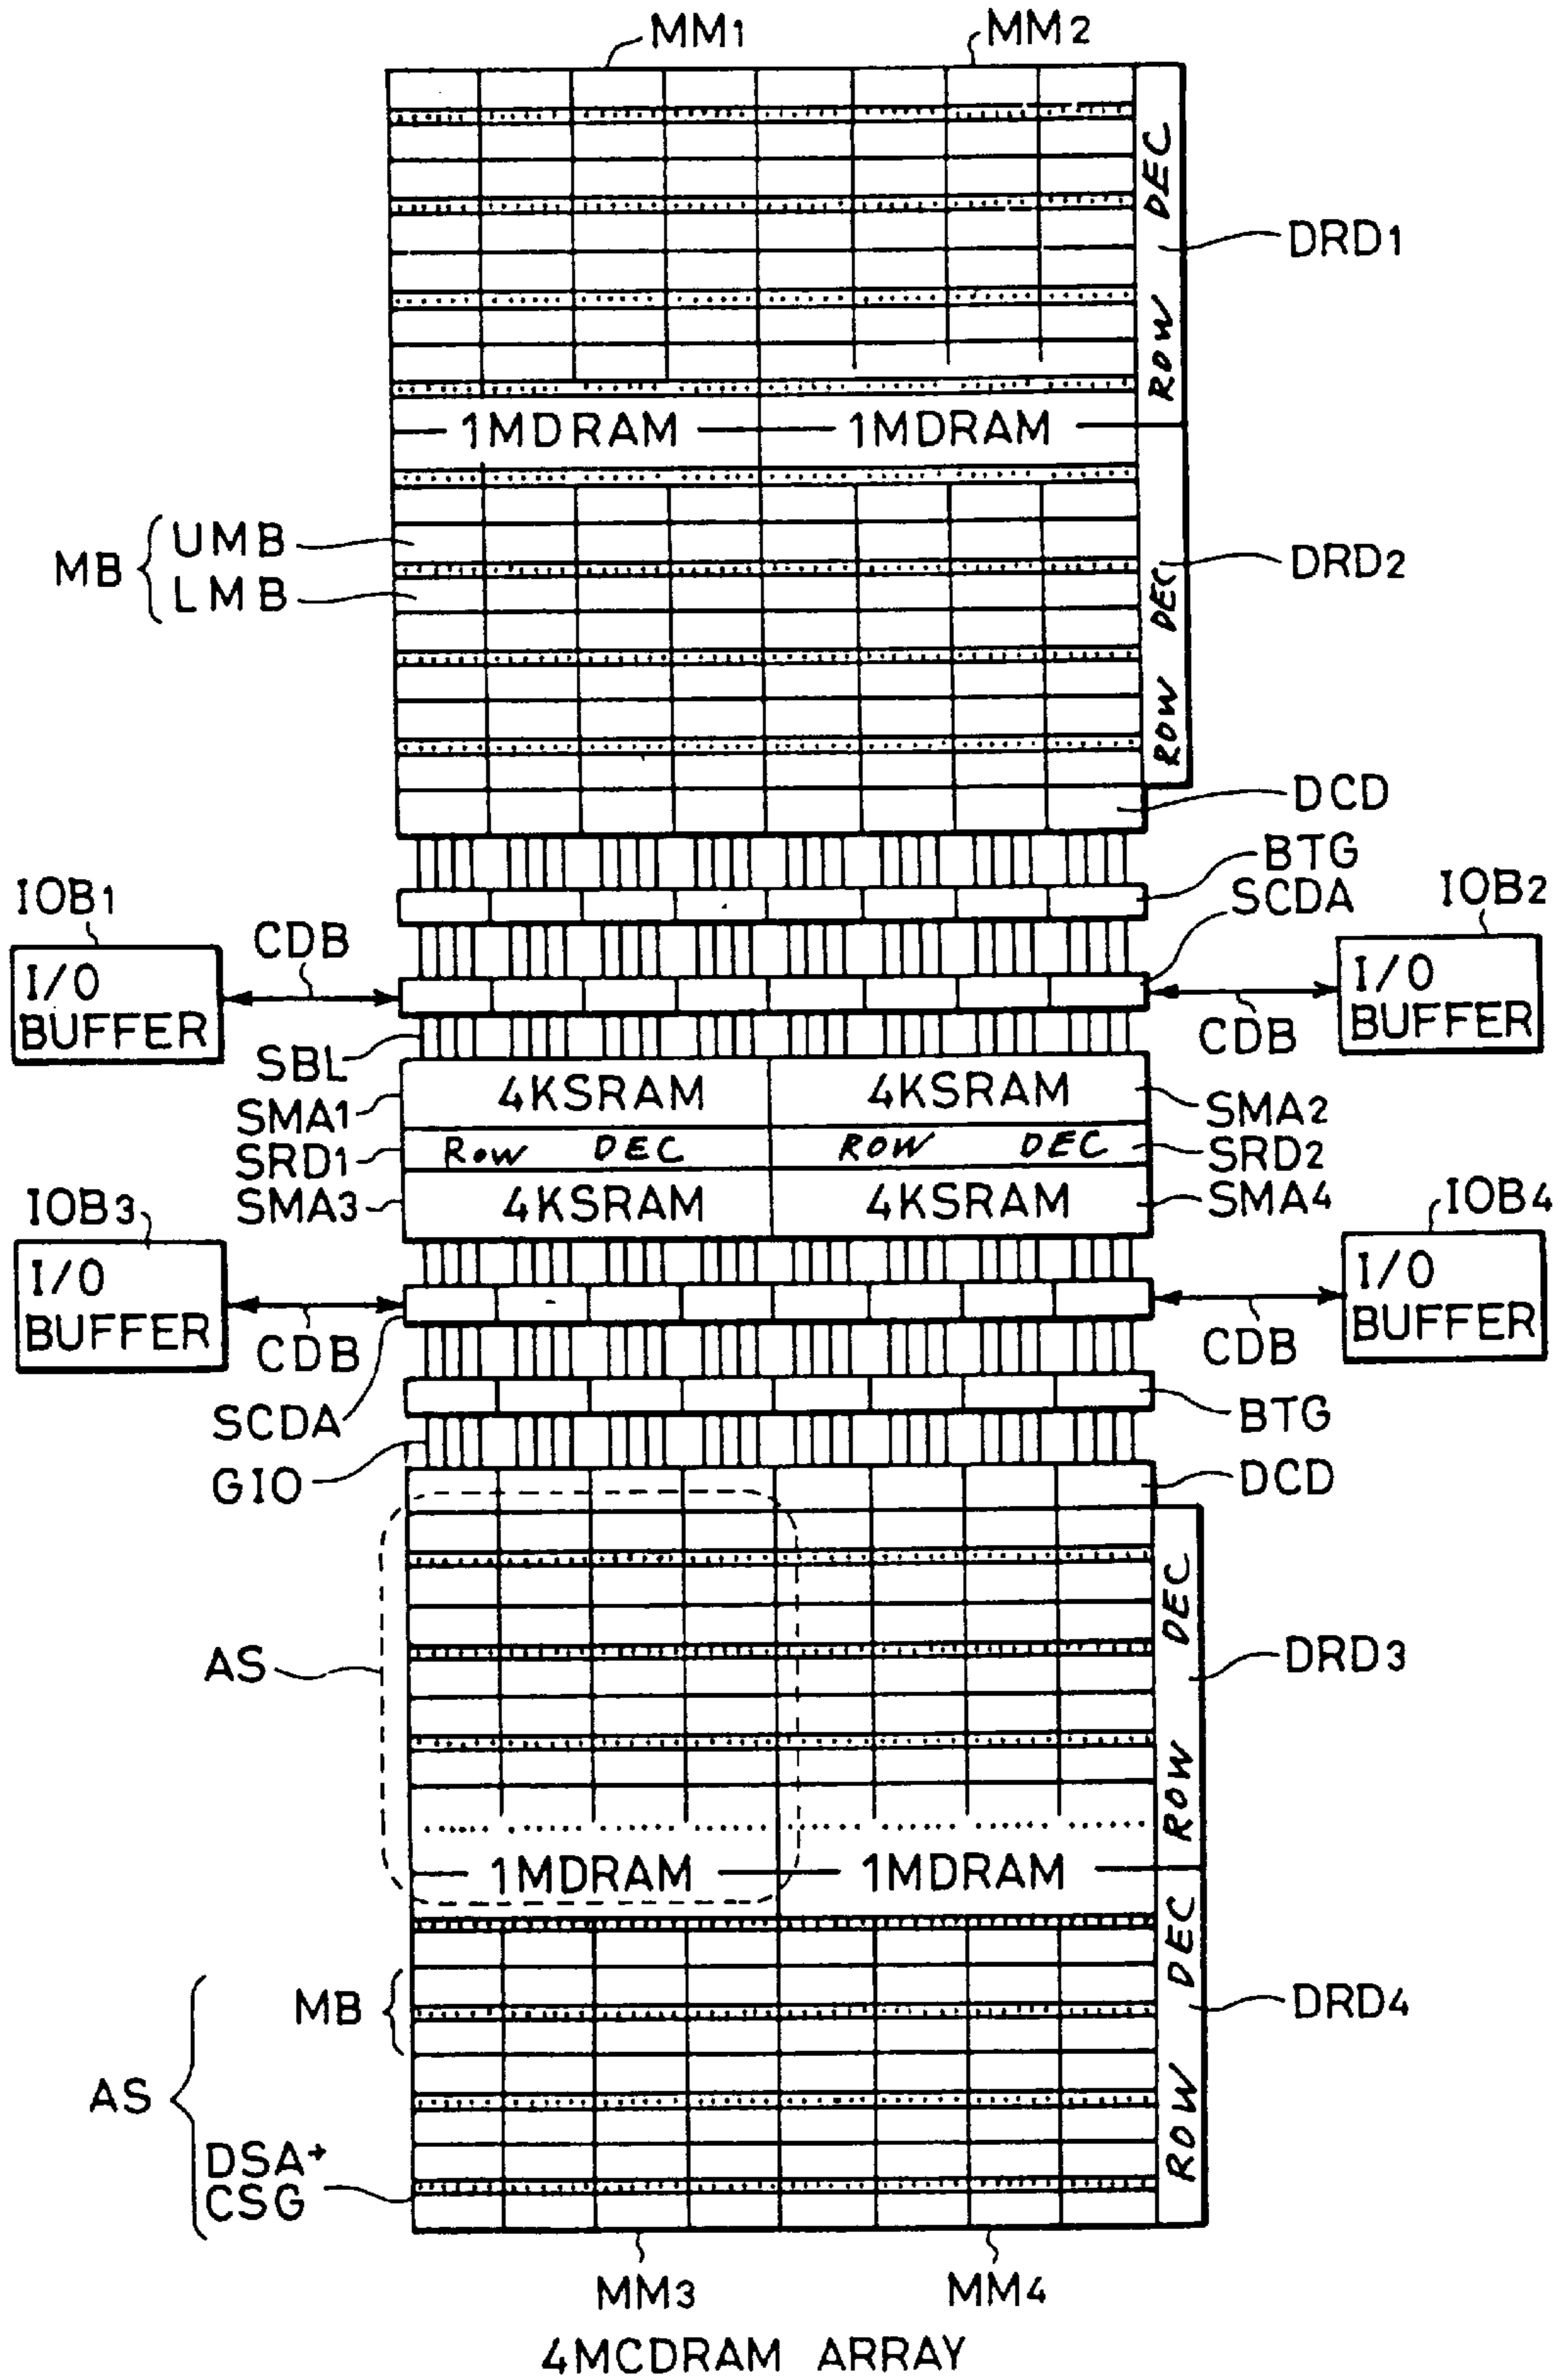 MM1
MM2
ROW DEC
DRD1
1MDRAM
1MDRAM
MB
UMB
LMB
ROW DEC
DRD2
DCD
BTG
SCDA
IOB1
I/O
BUFFER
CDB
IOB2
I/O
BUFFER
CDB
SBL
SMA1
4KSRAM
4KSRAM
SMA2
SRD1
ROW DEC
ROW DEC
SRD2
SMA3
4KSRAM
4KSRAM
SMA4
IOB3
I/O
BUFFER
CDB
IOB4
I/O
BUFFER
CDB
SCDA
BTG
GIO
DCD
AS
ROW DEC
DRD3
1MDRAM
1MDRAM
MB
ROW DEC
DRD4
AS
DSA+
CSG
MM3
MM4
4MCDRAM ARRAY